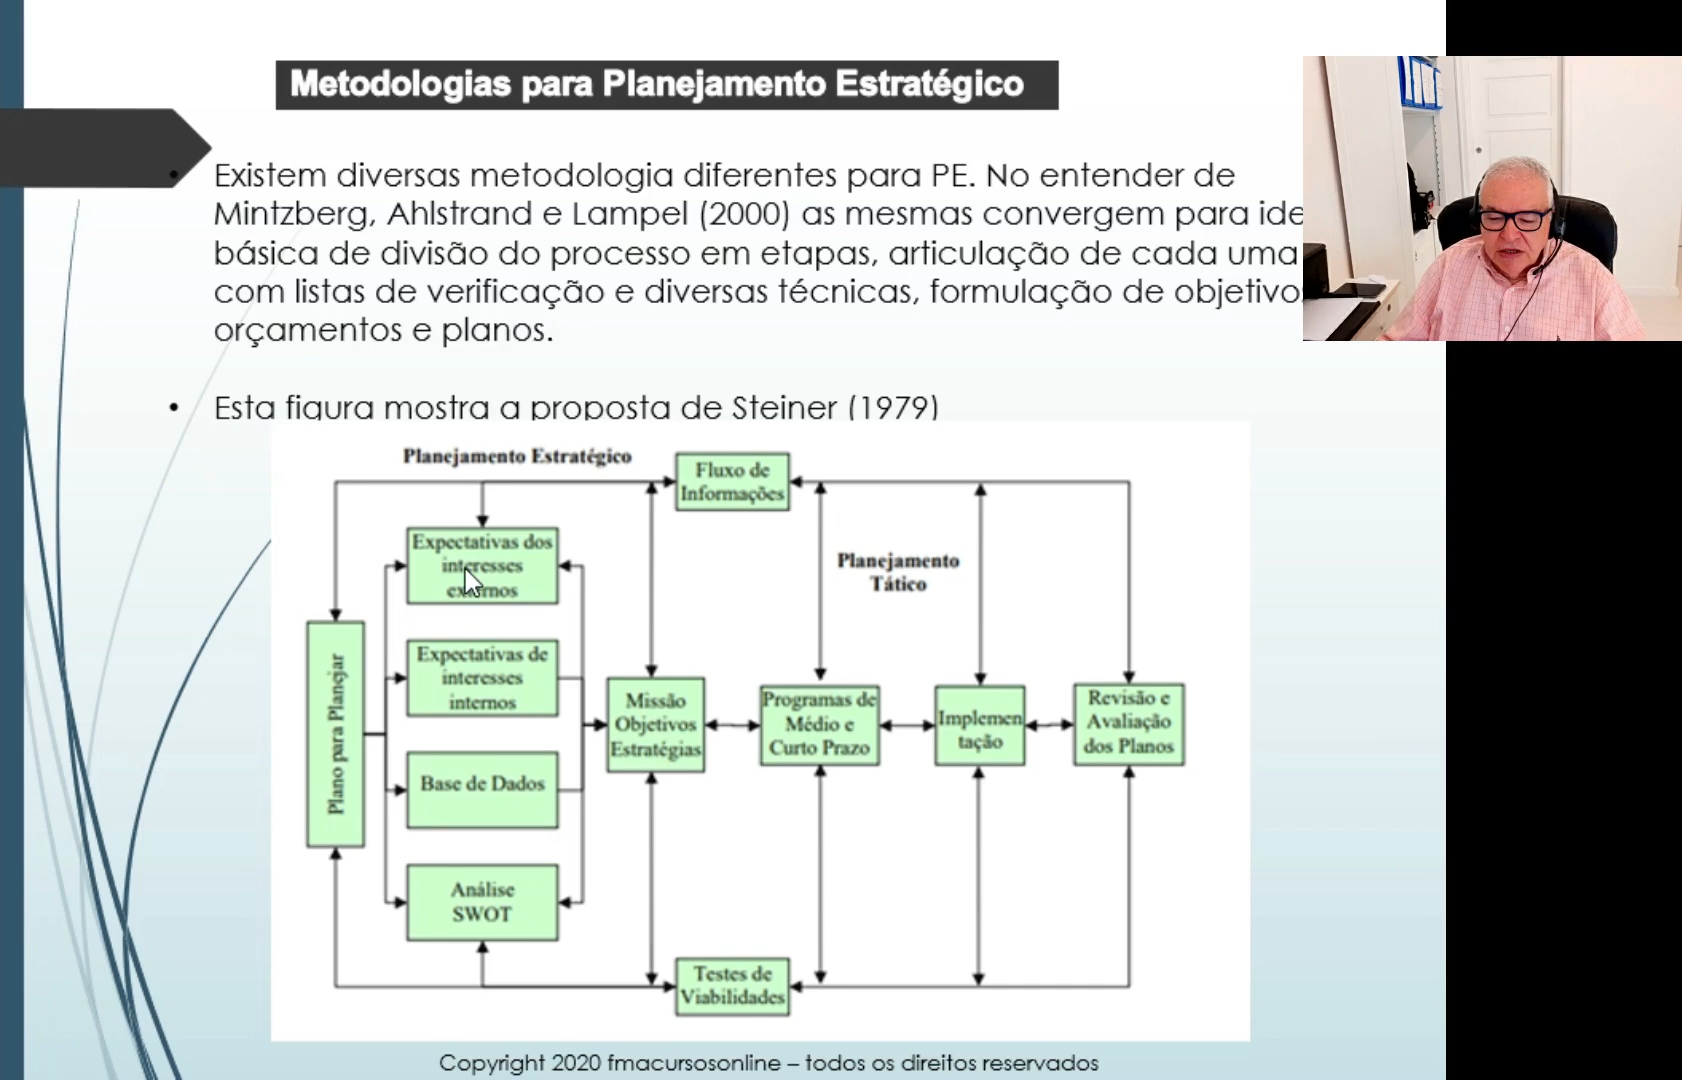 Metodologias para Planejamento Estratégico
Existem diversas metodologia diferentes para PE. No entender de
Mintzberg, Ahlstrand e Lampel (2000) as mesmas convergem para
básica de divisão do processo em etapas, articulação de cada uma
com listas de verificação e diversas técnicas, formulação de
orçamentos e planos.
Esta figura mostra a proposta de Steiner (1979)
Planejamento Estratégico
Fluxo de
Informações
Expectativas dos
interesses
externos
Planejamento
Tático
Plano para Planejar
Expectativas de
interesses
internos
Missão
Objetivos
Estratégias
Programas de
Médio e
Curto Prazo
Implemen
tação
Revisão e
Avaliação
dos Planos
Base de Dados
Análise
SWOT
Testes de
Viabilidades
Copyright 2020 fmacursosonline – todos os direitos reservados